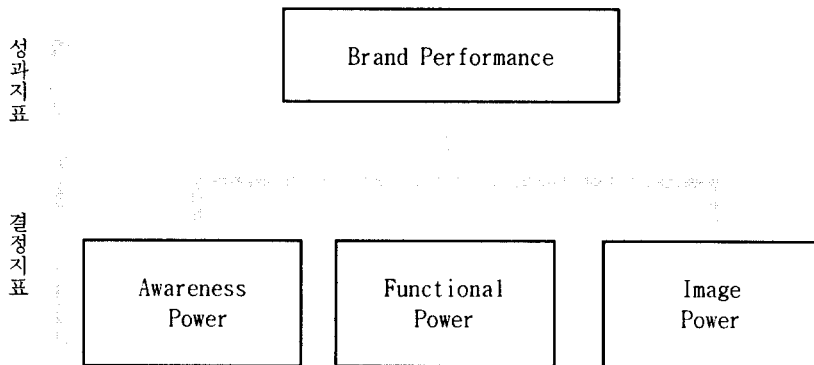 성과지표
Brand Performance
결정지표
Awareness
Power
Functional
Power
Image
Power